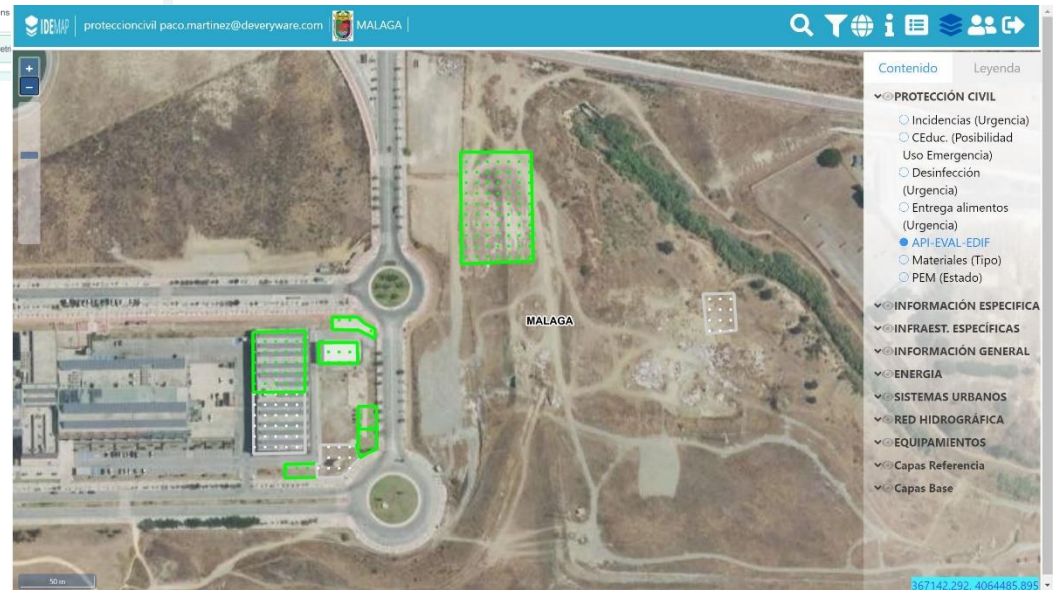 ns
IDEMAP
proteccioncivil paco.martinez@deveryware.com
MALAGA
Contenido
Leyenda
PROTECCIÓN CIVIL
Incidencias (Urgencia)
CEduc. (Posibilidad
Uso Emergencia)
Desinfección
(Urgencia)
Entrega alimentos
(Urgencia)
API-EVAL-EDIF
Materiales (Tipo)
PEM (Estado)
INFORMACIÓN ESPECIFICA
INFRAEST. ESPECÍFICAS
INFORMACIÓN GENERAL
ENERGIA
SISTEMAS URBANOS
RED HIDROGRÁFICA
EQUIPAMIENTOS
Capas Referencia
Capas Base
MALAGA
50 m
367142.292, 4064485.895